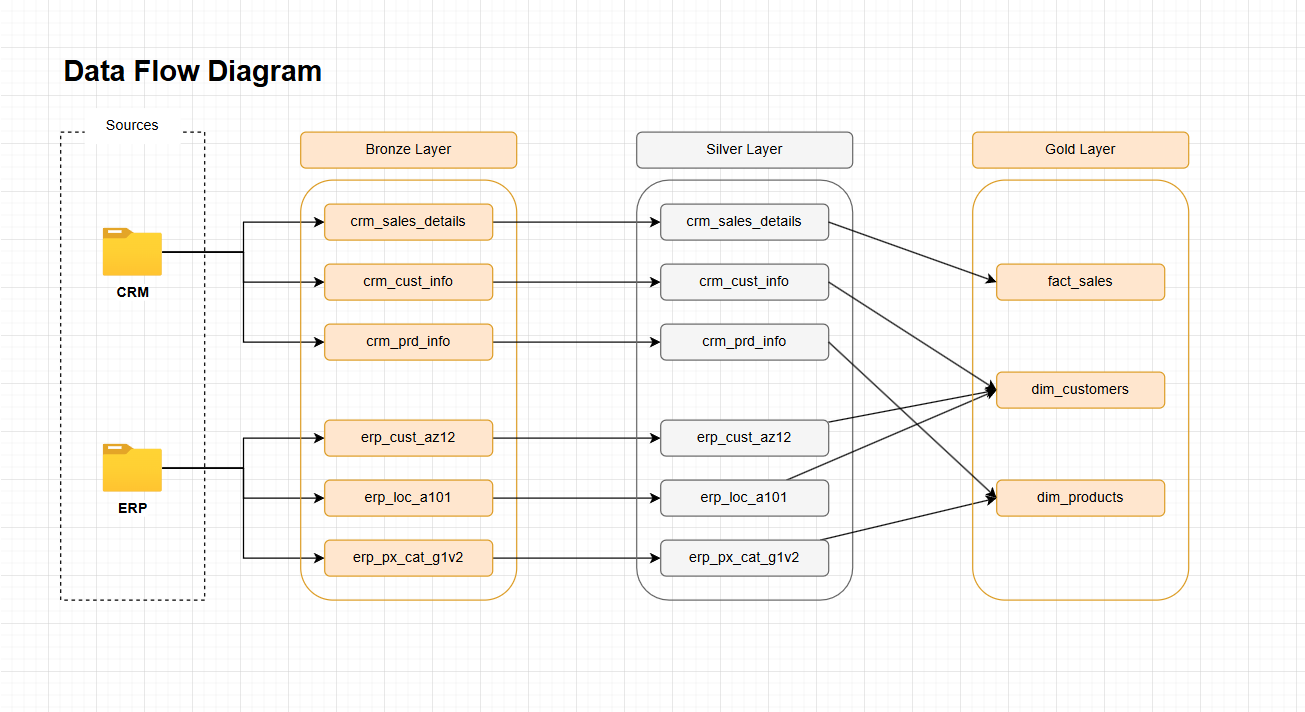 Data Flow Diagram
Sources
Bronze Layer
Silver Layer
Gold Layer
CRM
ERP
crm_sales_details
crm_cust_info
crm_prd_info
erp_cust_az12
erp_loc_a101
erp_px_cat_g1v2
crm_sales_details
crm_cust_info
crm_prd_info
erp_cust_az12
erp_loc_a101
erp_px_cat_g1v2
fact_sales
dim_customers
dim_products